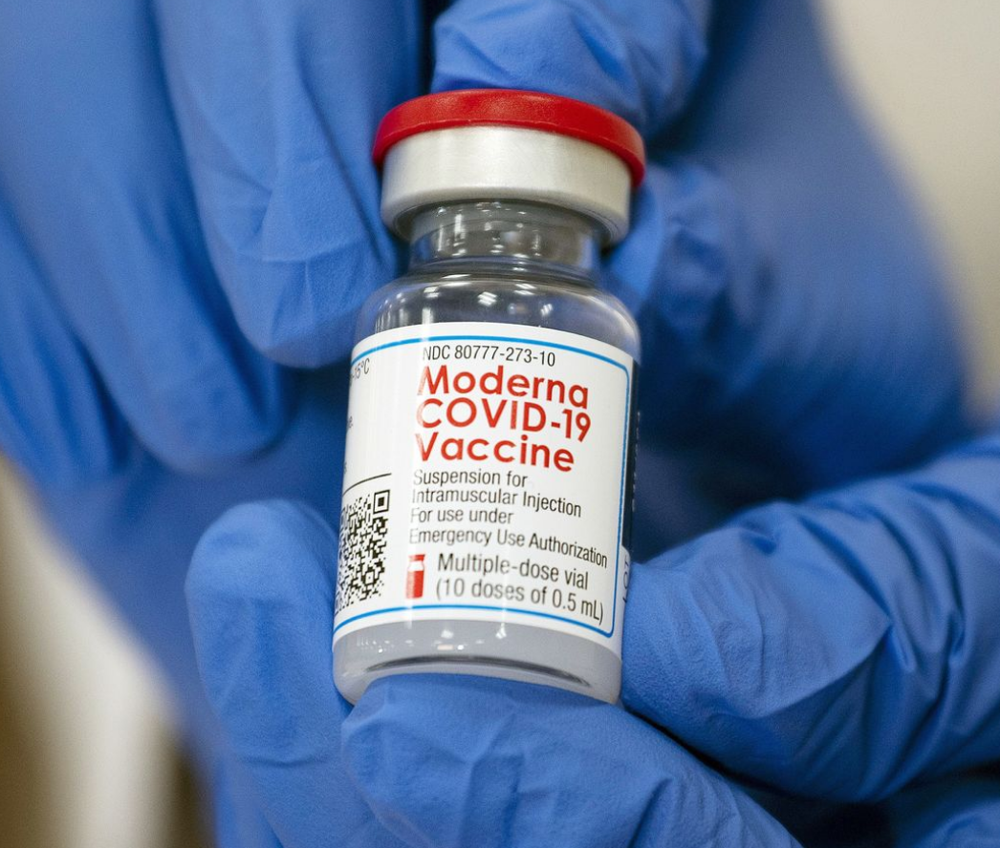 -15°C
NDC 80777-273-10
Moderna
COVID-19
Vaccine
Suspension for
Intramuscular Injection
For use under
Emergency Use Authorization
Multiple-dose vial
(10 doses of 0.5 mL)